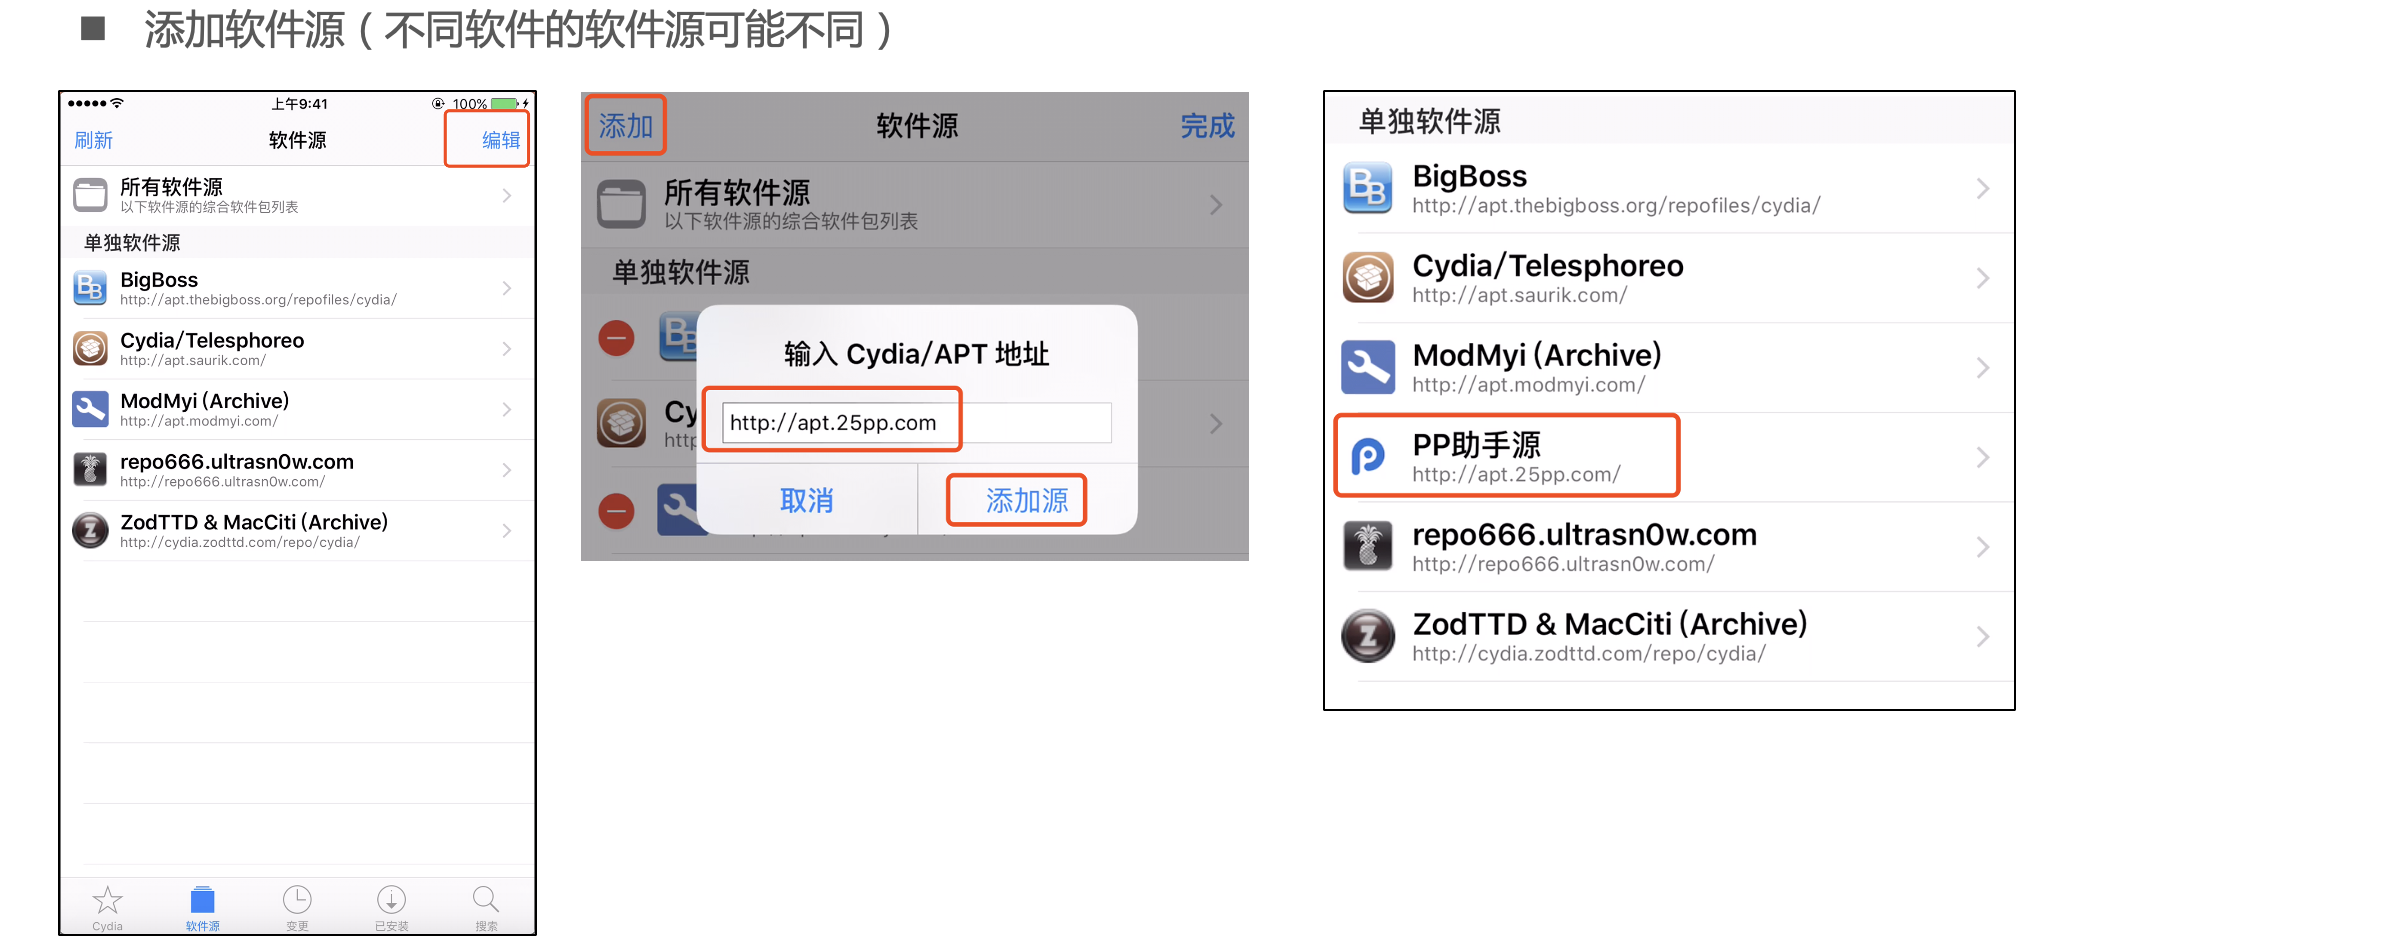 添加软件源（不同软件的软件源可能不同）
上午9:41
100%
刷新
软件源
编辑
所有软件源
以下软件源的综合软件包列表
单独软件源
BigBoss
http://apt.thebigboss.org/repofiles/cydia/
Cydia/Telesphoreo
http://apt.saurik.com/
ModMyi (Archive)
http://apt.modmyi.com/
repo666.ultrasn0w.com
http://repo666.ultrasn0w.com/
ZodTTD & MacCiti (Archive)
http://cydia.zodttd.com/repo/cydia/
Cydia
软件源
变更
已安装
搜索
添加
软件源
完成
所有软件源
以下软件源的综合软件包列表
单独软件源
Cy
http
输入 Cydia/APT 地址
http://apt.25pp.com
取消
添加源
单独软件源
BigBoss
http://apt.thebigboss.org/repofiles/cydia/
Cydia/Telesphoreo
http://apt.saurik.com/
ModMyi (Archive)
http://apt.modmyi.com/
PP助手源
http://apt.25pp.com/
repo666.ultrasn0w.com
http://repo666.ultrasn0w.com/
ZodTTD & MacCiti (Archive)
http://cydia.zodttd.com/repo/cydia/